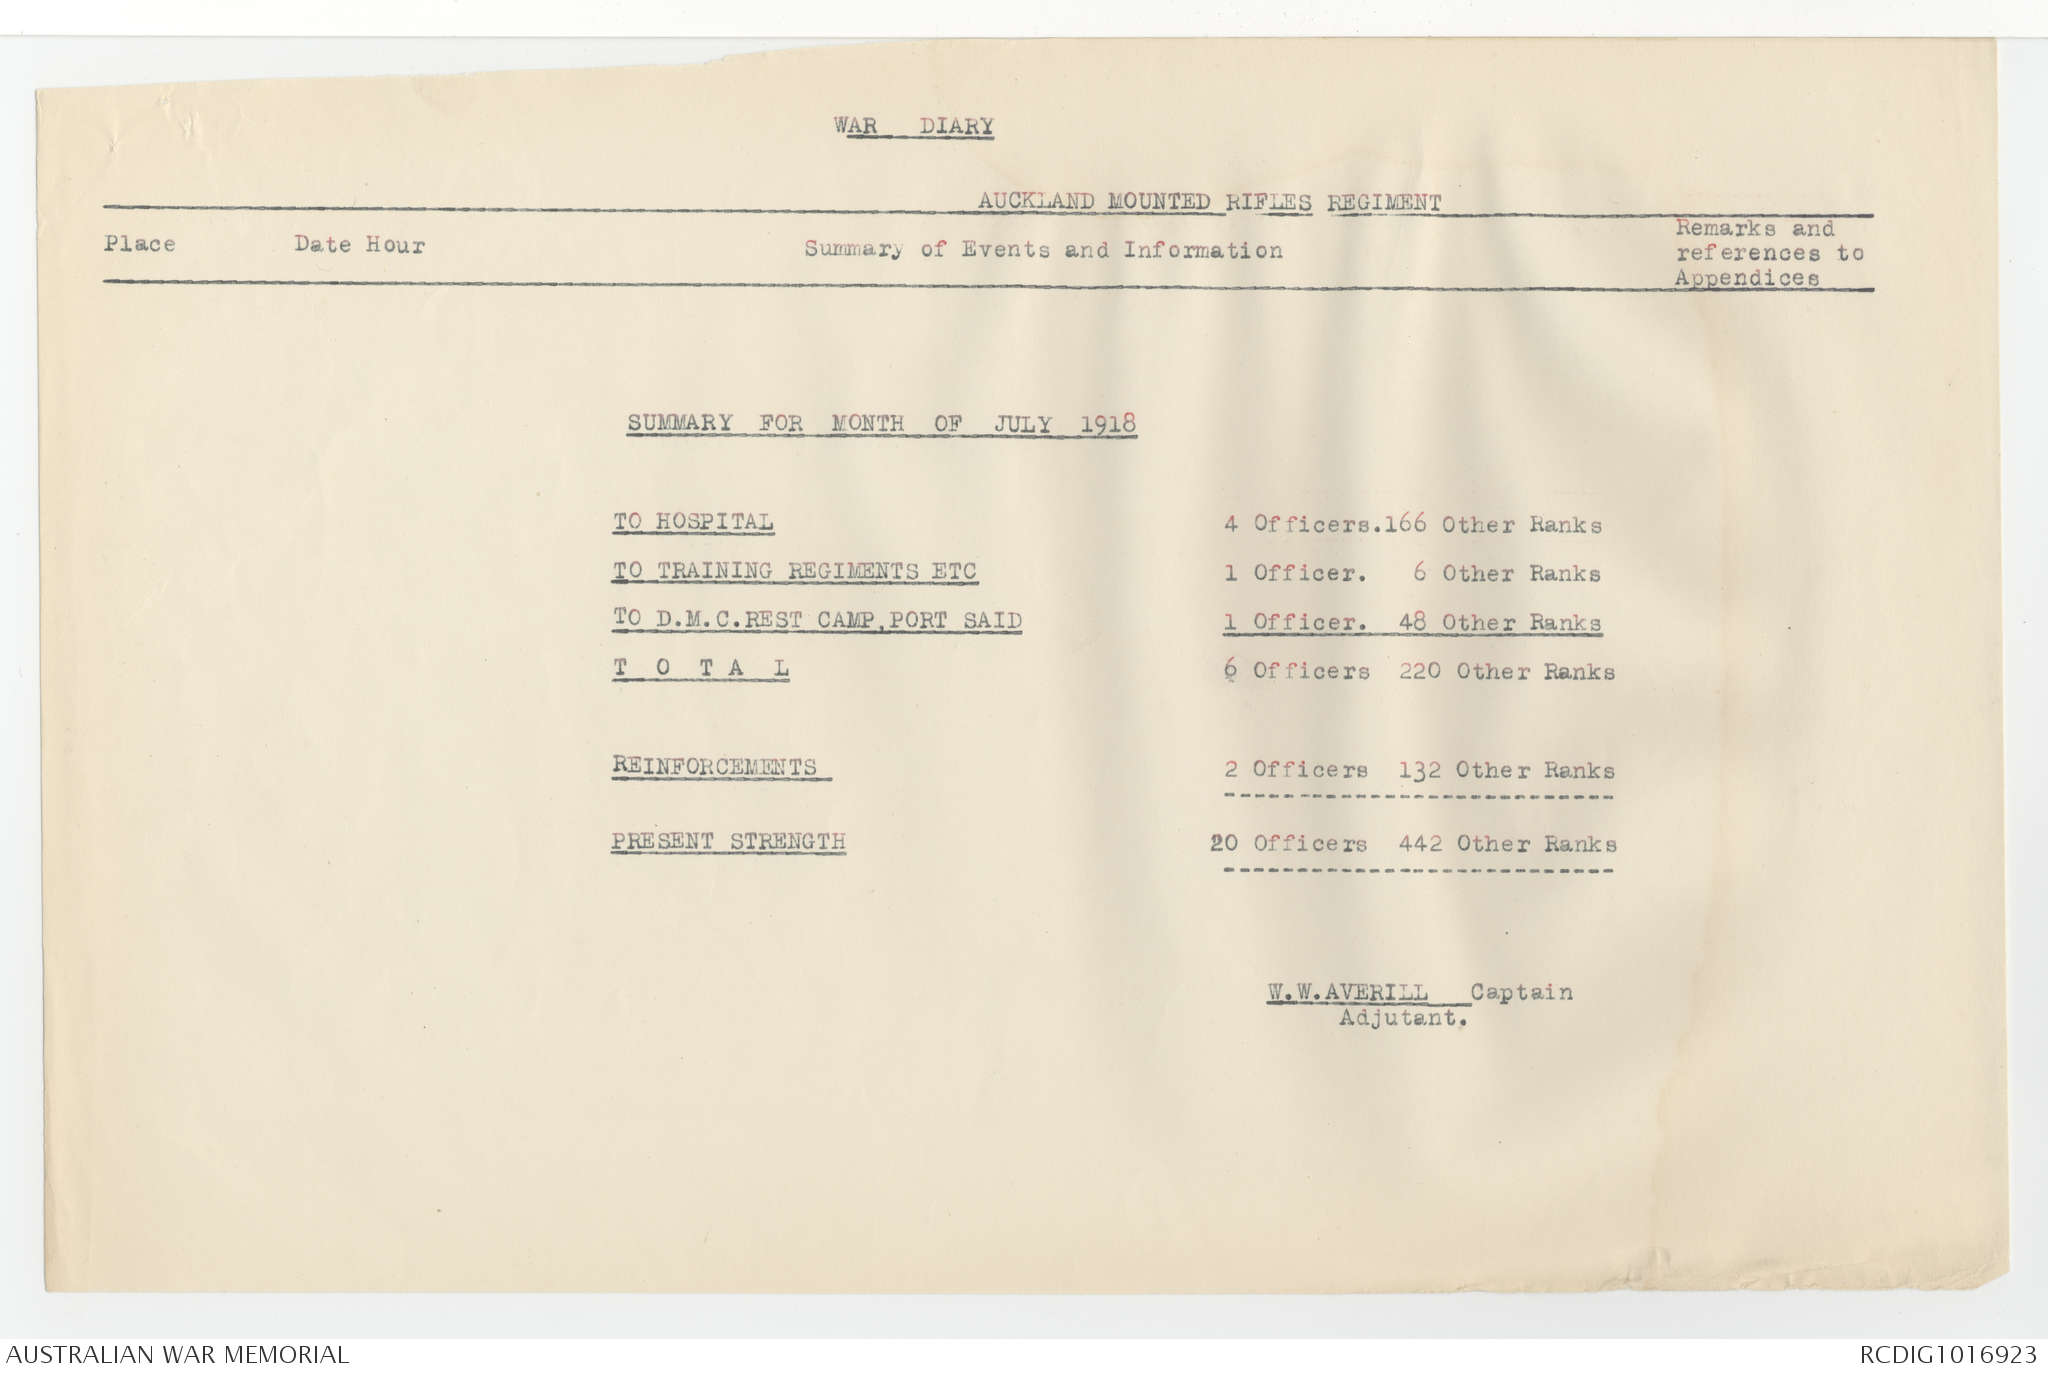 WAR DIARY
AUCKLAND MOUNTED RIFLES REGIMENT
Place Date Hour Summary of Events and Information Remarks and
references to
Appendices
SUMMARY FOR MONTH OF JULY 1918
TO HOSPITAL 4 Officers.166 Other Ranks
TO TRAINING REGIMENTS ETC 1 Officer. 6 Other Ranks
TO D.M.C.REST CAMP,PORT SAID 1 Officer. 48 Other Ranks
T O T A L 6 Officers 220 Other Ranks
REINFORCEMENTS 2 Officers 132 Other Ranks
PRESENT STRENGTH 20 Officers 442 Other Ranks
W.W.AVERILL Captain
Adjutant.
AUSTRALIAN WAR MEMORIAL RCDIG1016923